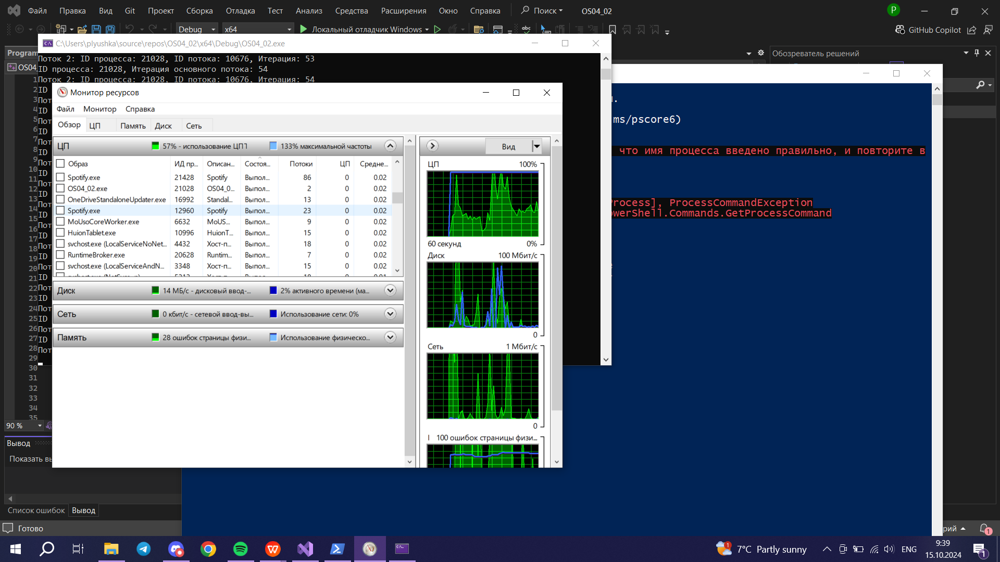 Файл Правка Вид Git Проект Сборка Отладка Тест Анализ Средства Расширения Окно Справка Поиск OS04_02 P
Debug x64 Локальный отладчик Windows GitHub Copilot
C:\Users\plyushka\source\repos\OS04_02\x64\Debug\OS04_02.exe
Program
OS04_
Обозреватель решений
Поток 2: ID процесса: 21028, ID потока: 10676, Итерация: 53
ID процесса: 21028, Итерация основного потока: 54
Поток 2: ID процесса: 21028, ID потока: 10676, Итерация: 54
1
2 ID
3 Пот
4 ID
5 Пот
6 ID
7 Пот
8 ID
9 Пот
10 ID
11 Пот
12 ID
13 Пот
14 ID
15 Пот
16 ID
17 Пот
18 ID
19 Пот
20 ID
21 Пот
22 ID
23 Пот
24 ID
25 Пот
26 ID
27 Пот
28
29
30
31
32
33
34
35
Монитор ресурсов
Файл Монитор Справка
Обзор ЦП Память Диск Сеть
ЦП 57% - использование ЦП 133% максимальной частоты
Образ ИД пр... Описан... Состоя... Потоки ЦП Средне...
Spotify.exe 21428 Spotify Выпол... 86 0 0.02
OS04_02.exe 21028 OS04_0... Выпол... 2 0 0.02
OneDriveStandaloneUpdater.exe 16992 Standal... Выпол... 13 0 0.02
Spotify.exe 12960 Spotify Выпол... 23 0 0.02
MoUsoCoreWorker.exe 6632 MoUS... Выпол... 9 0 0.02
HuionTablet.exe 10996 HuionT... Выпол... 15 0 0.02
svchost.exe (LocalServiceNoNet... 4432 Хост-п... Выпол... 18 0 0.02
RuntimeBroker.exe 20628 Runtim... Выпол... 7 0 0.02
svchost.exe (LocalServiceAndN... 3348 Хост-п... Выпол... 15 0 0.02
Диск 14 МБ/с - дисковый ввод-... 2% активного времени (ма...
Сеть 0 кбит/с - сетевой ввод-вы... Использование сети: 0%
Память 28 ошибок страницы физи... Использование физическо...
Вид
ЦП 100%
60 секунд 0%
Диск 100 Мбит/с
0
Сеть 1 Мбит/с
0
100 ошибок страницы физи...
ms/pscore6)
что имя процесса введено правильно, и повторите в
Process], ProcessCommandException
owerShell.Commands.GetProcessCommand
90 %
Вывод
Показать вы
Список ошибок Вывод
Готово
рий 1
7°C Partly sunny ENG 9:39
15.10.2024
1
1